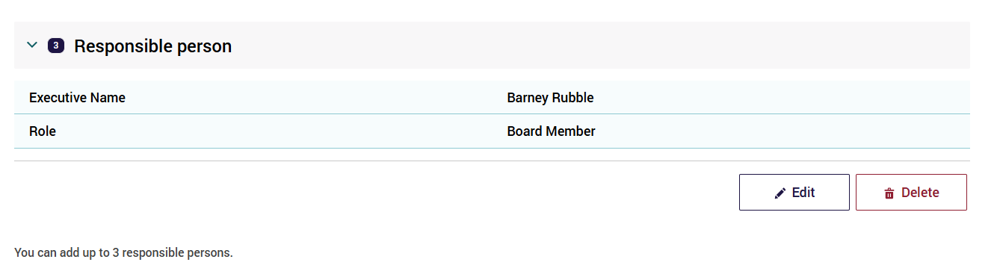 3 Responsible person
Executive Name Barney Rubble
Role Board Member
Edit Delete
You can add up to 3 responsible persons.